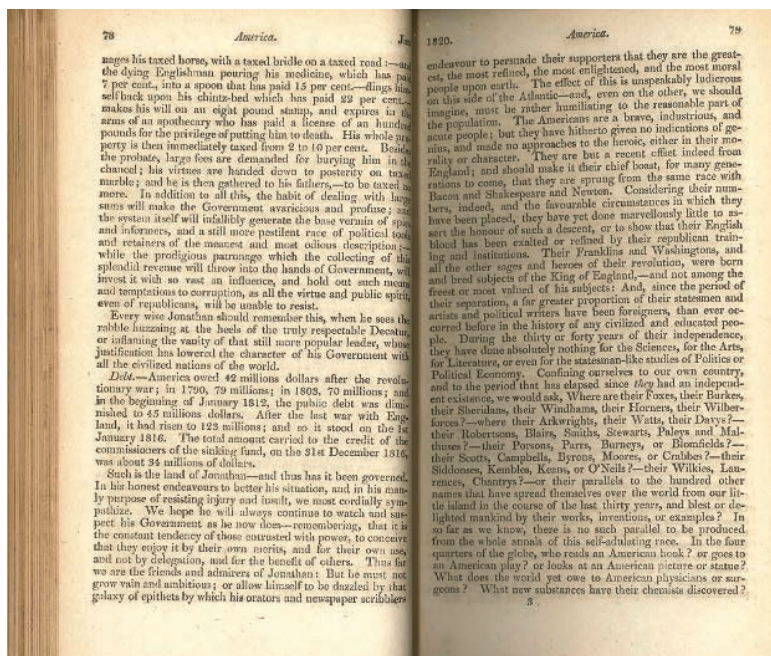 78
America.
Jan
nages his taxed horse, with a taxed bridle on a taxed road :—and
the dying Englishman pouring his medicine, which has paid
7 per cent., into a spoon that has paid 15 per cent.—flings him
self back upon his chintz-bed which has paid 22 per cent.—
makes his will on an eight pound stamp, and expires in the
arms of an apothecary who has paid a license of an hundred
pounds for the privilege of putting him to death. His whole pro
perty is then immediately taxed from 2 to 10 per cent. Besides
the probate, large fees are demanded for burying him in the
chancel; his virtues are handed down to posterity on taxed
marble; and he is then gathered to his fathers,—to be taxed no
more. In addition to all this, the habit of dealing with large
sums will make the Government avaricious and profuse; and
the system itself will infallibly generate the base vermin of spies
and informers, and a still more pestilent race of political tools
and retainers of the meanest and most odious description;—
while the prodigious patronage which the collecting of this
splendid revenue will throw into the hands of Government, will
invest it with so vast an influence, and hold out such means
and temptations to corruption, as all the virtue and public spirit,
even of republicans, will be unable to resist.
Every wise Jonathan should remember this, when he sees the
rabble huzzaing at the heels of the truly respectable Decatur,
or inflaming the vanity of that still more popular leader, whose
justification has lowered the character of his Government with
all the civilized nations of the world.
Debt.—America owed 42 millions dollars after the revolu-
tionary war; in 1790, 79 millions; in 1803, 70 millions; and
in the beginning of January 1812, the public debt was dimi-
nished to 45 millions dollars. After the last war with Eng-
land, it had risen to 123 millions; and so it stood on the 1st
January 1816. The total amount carried to the credit of the
commissioners of the sinking fund, on the 31st December 1816,
was about 34 millions of dollars.
Such is the land of Jonathan—and thus has it been governed.
In his honest endeavours to better his situation, and in his man-
ly purpose of resisting injury and insult, we most cordially sym-
pathize. We hope he will always continue to watch and sus-
pect his Government as he now does—remembering, that it is
the constant tendency of those entrusted with power, to conceive
that they enjoy it by their own merits, and for their own use,
and not by delegation, and for the benefit of others. Thus far
we are the friends and admirers of Jonathan: But he must not
grow vain and ambitious; or allow himself to be dazzled by that
galaxy of epithets by which his orators and newspaper scribblers
1820.
America.
79
endeavour to persuade their supporters that they are the great-
est, the most refined, the most enlightened, and the most moral
people upon earth. The effect of this is unspeakably ludicrous
on this side of the Atlantic—and, even on the other, we should
imagine, must be rather humiliating to the reasonable part of
the population. The Americans are a brave, industrious, and
acute people; but they have hitherto given no indications of ge-
nius, and made no approaches to the heroic, either in their mo-
rality or character. They are but a recent offset indeed from
England; and should make it their chief boast, for many gene-
rations to come, that they are sprung from the same race with
Bacon and Shakespeare and Newton. Considering their num-
bers, indeed, and the favourable circumstances in which they
have been placed, they have yet done marvellously little to as-
sert the honour of such a descent, or to show that their English
blood has been exalted or refined by their republican train-
ing and institutions. Their Franklins and Washingtons, and
all the other sages and heroes of their revolution, were born
and bred subjects of the King of England,—and not among the
freest or most valued of his subjects: And, since the period of
their separation, a far greater proportion of their statesmen and
artists and political writers have been foreigners, than ever oc-
curred before in the history of any civilized and educated peo-
ple. During the thirty or forty years of their independence,
they have done absolutely nothing for the Sciences, for the Arts,
for Literature, or even for the statesman-like studies of Politics or
Political Economy. Confining ourselves to our own country,
and to the period that has elapsed since they had an independ-
ent existence, we would ask, Where are their Foxes, their Burkes,
their Sheridans, their Windhams, their Horners, their Wilber-
forces?—where their Arkwrights, their Watts, their Davys?—
their Robertsons, Blairs, Smiths, Stewarts, Paleys and Mal-
thuses?—their Porsons, Parrs, Burneys, or Blomfields?—
their Scotts, Campbells, Byrons, Moores, or Crabbes?—their
Siddonses, Kembles, Keans, or O'Neils?—their Wilkies, Lau-
rences, Chantrys?—or their parallels to the hundred other
names that have spread themselves over the world from our lit-
tle island in the course of the last thirty years, and blest or de-
lighted mankind by their works, inventions, or examples? In
so far as we know, there is no such parallel to be produced
from the whole annals of this self-adulating race. In the four
quarters of the globe, who reads an American book? or goes to
an American play? or looks at an American picture or statue?
What does the world yet owe to American physicians or sur-
geons? What new substances have their chemists discovered?
3